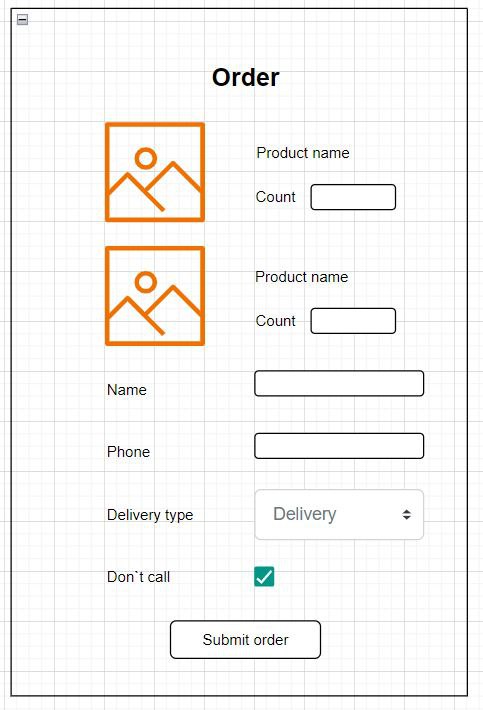 Order
Product name
Count
Product name
Count
Name
Phone
Delivery type
Delivery
Don`t call
Submit order